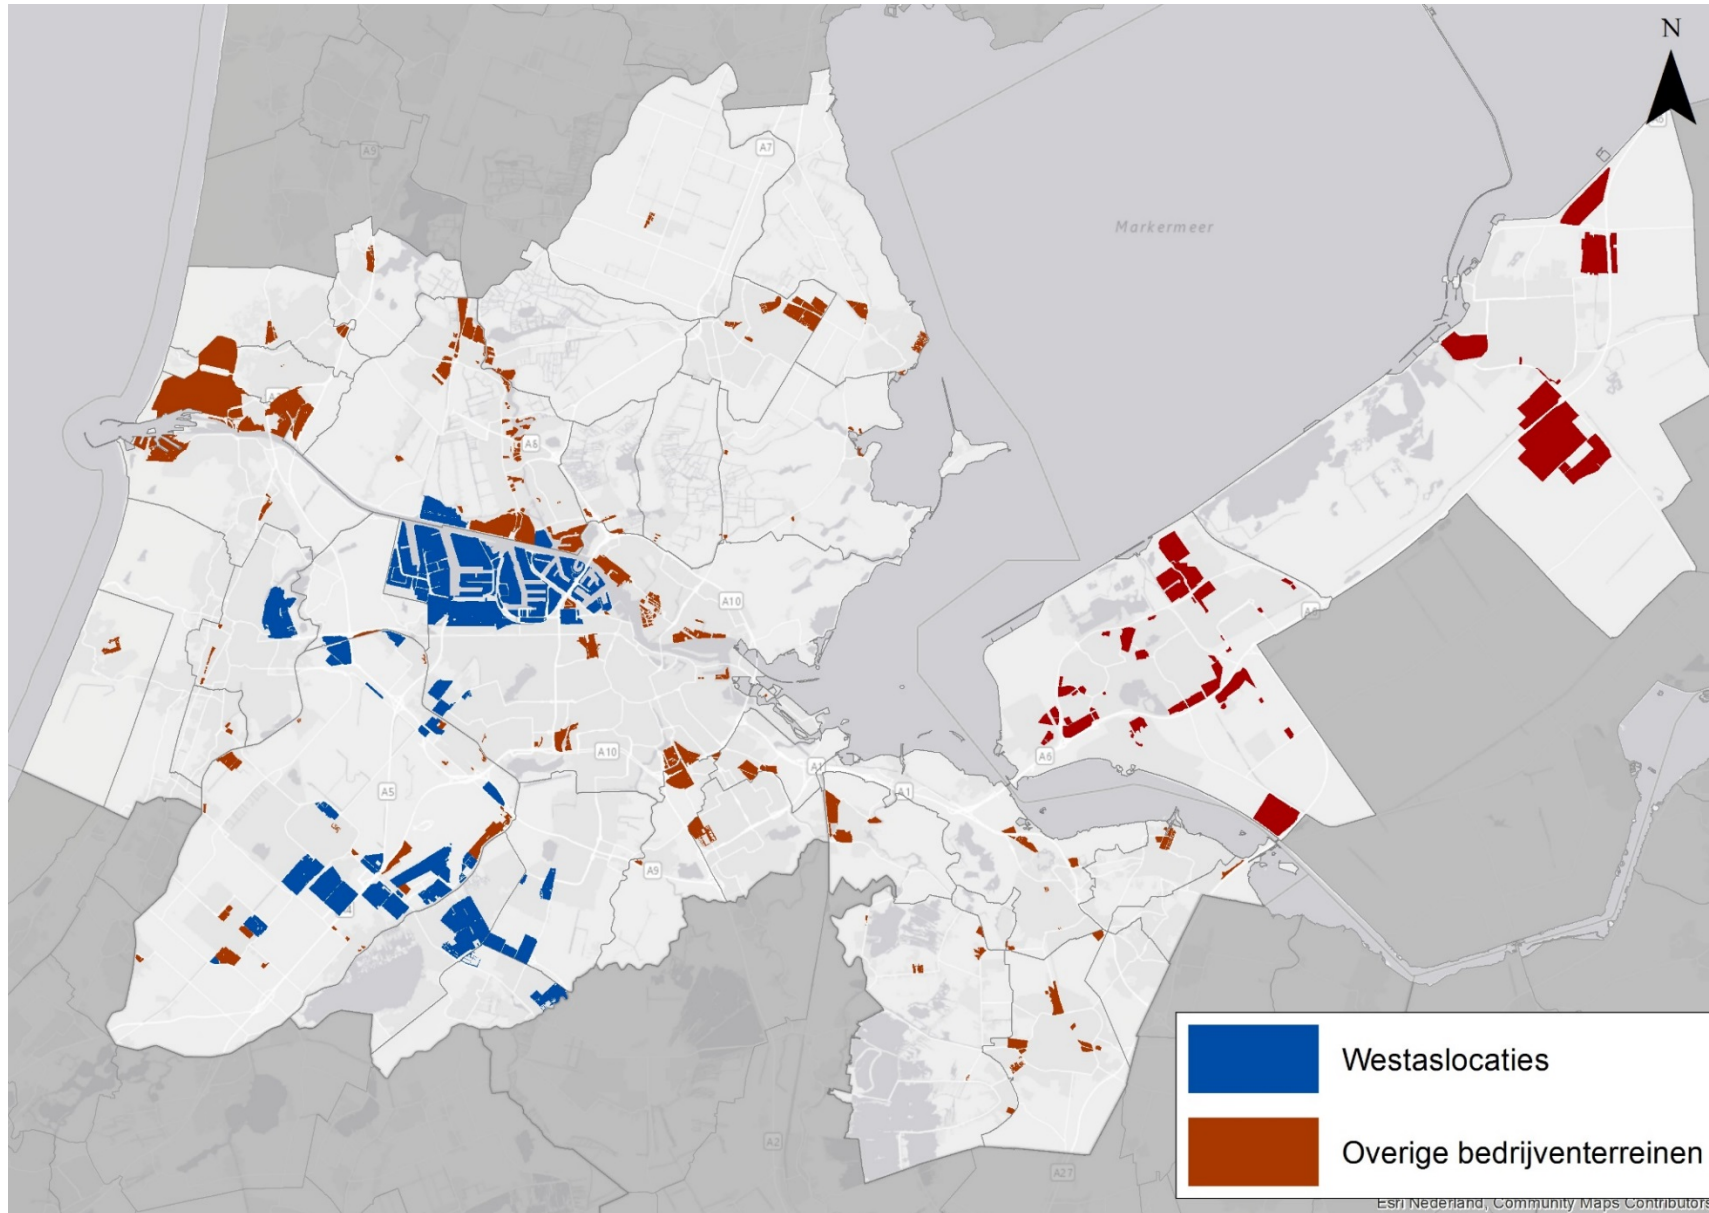 N
A9
A7
Markermeer
A8
A10
A6
A5
A10
A1
A1
A9
A2
A27
Westaslocaties
Overige bedrijventerreinen
Esri Nederland, Community Maps Contributors